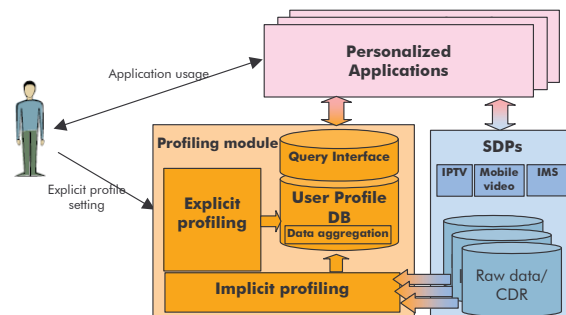 Personalized
Applications
Application usage
Profiling module
Query Interface
SDPs
IPTV
Mobile
video
IMS
Explicit profile
setting
Explicit
profiling
User Profile
DB
Data aggregation
Raw data/
CDR
Implicit profiling